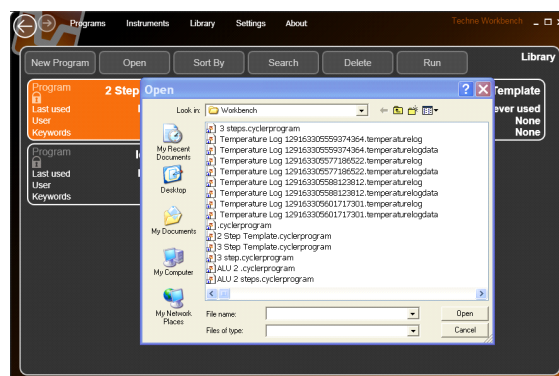 Programs Instruments Library Settings About Techne Workbench
Library
New Program Open Sort By Search Delete Run
Program 2 Step Template
Last used never used
User None
Keywords None
Program
Last used
User
Keywords
Open
Look in: Workbench
My Recent Documents
Desktop
My Documents
My Computer
My Network Places
3 steps.cyclerprogram
Temperature Log 129163305559374364.temperaturelog
Temperature Log 129163305559374364.temperaturelogdata
Temperature Log 129163305577186522.temperaturelog
Temperature Log 129163305577186522.temperaturelogdata
Temperature Log 129163305588123812.temperaturelog
Temperature Log 129163305588123812.temperaturelogdata
Temperature Log 129163305601717301.temperaturelog
Temperature Log 129163305601717301.temperaturelogdata
].cyclerprogram
]2 Step Template.cyclerprogram
]3 Step Template.cyclerprogram
]3 step.cyclerprogram
]ALU 2 .cyclerprogram
]ALU 2 steps.cyclerprogram
File name: Open
Files of type: Cancel